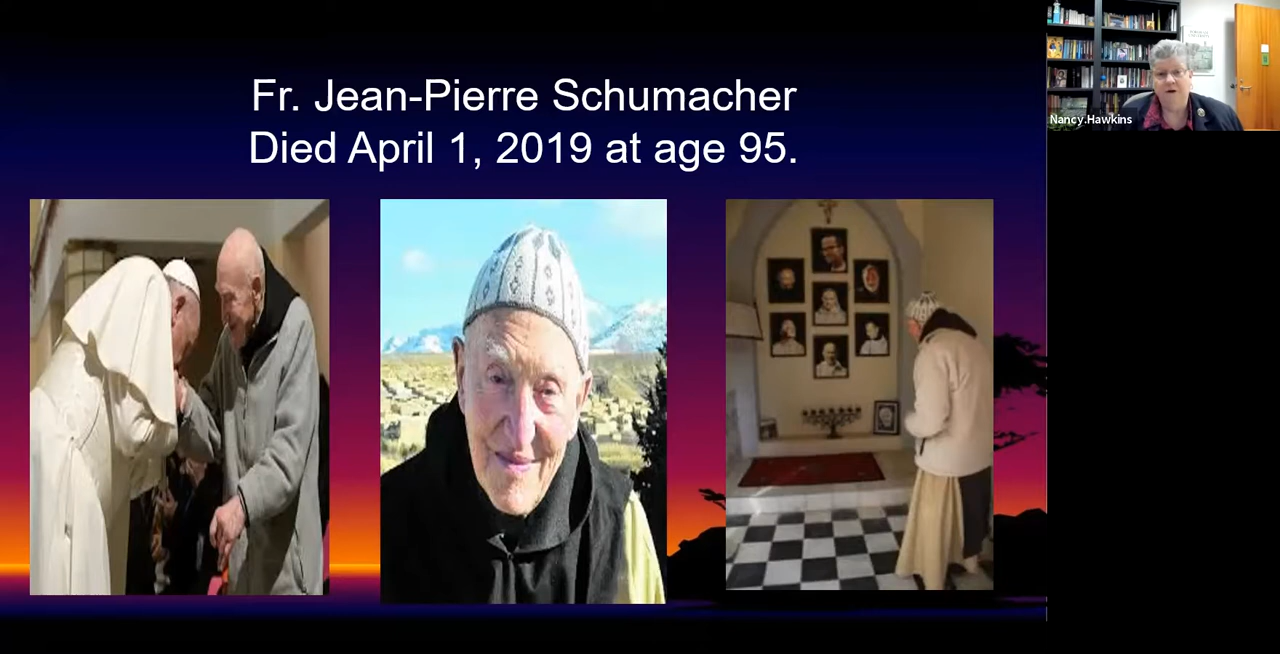 Fr. Jean-Pierre Schumacher
Died April 1, 2019 at age 95.
Nancy.Hawkins